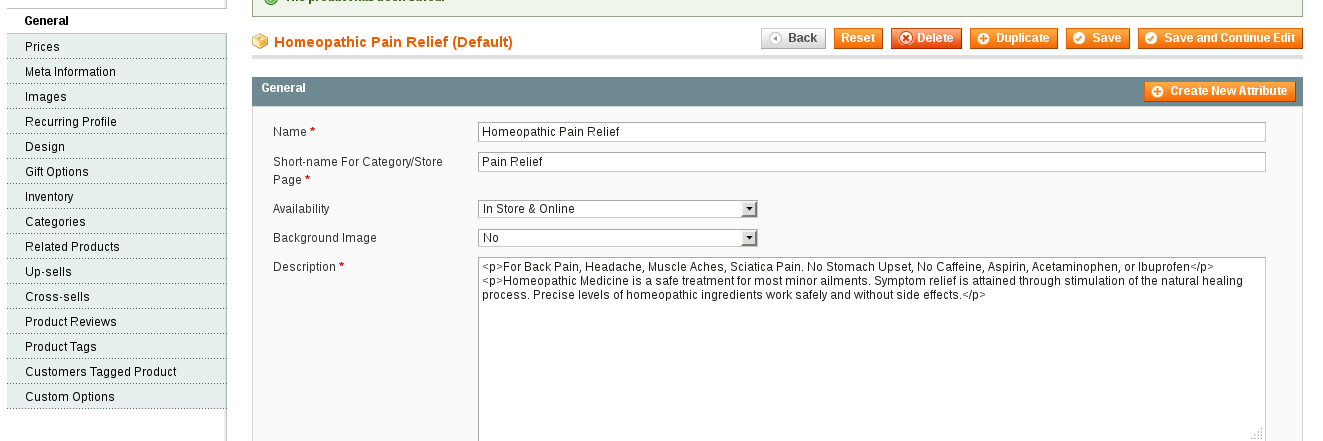 The product has been saved.
General
Prices
Meta Information
Images
Recurring Profile
Design
Gift Options
Inventory
Categories
Related Products
Up-sells
Cross-sells
Product Reviews
Product Tags
Customers Tagged Product
Custom Options
Homeopathic Pain Relief (Default)
Back
Reset
Delete
Duplicate
Save
Save and Continue Edit
General
Create New Attribute
Name *
Homeopathic Pain Relief
Short-name For Category/Store
Page *
Pain Relief
Availability
In Store & Online
Background Image
No
Description *
<p>For Back Pain, Headache, Muscle Aches, Sciatica Pain. No Stomach Upset, No Caffeine, Aspirin, Acetaminophen, or Ibuprofen</p>
<p>Homeopathic Medicine is a safe treatment for most minor ailments. Symptom relief is attained through stimulation of the natural healing
process. Precise levels of homeopathic ingredients work safely and without side effects.</p>